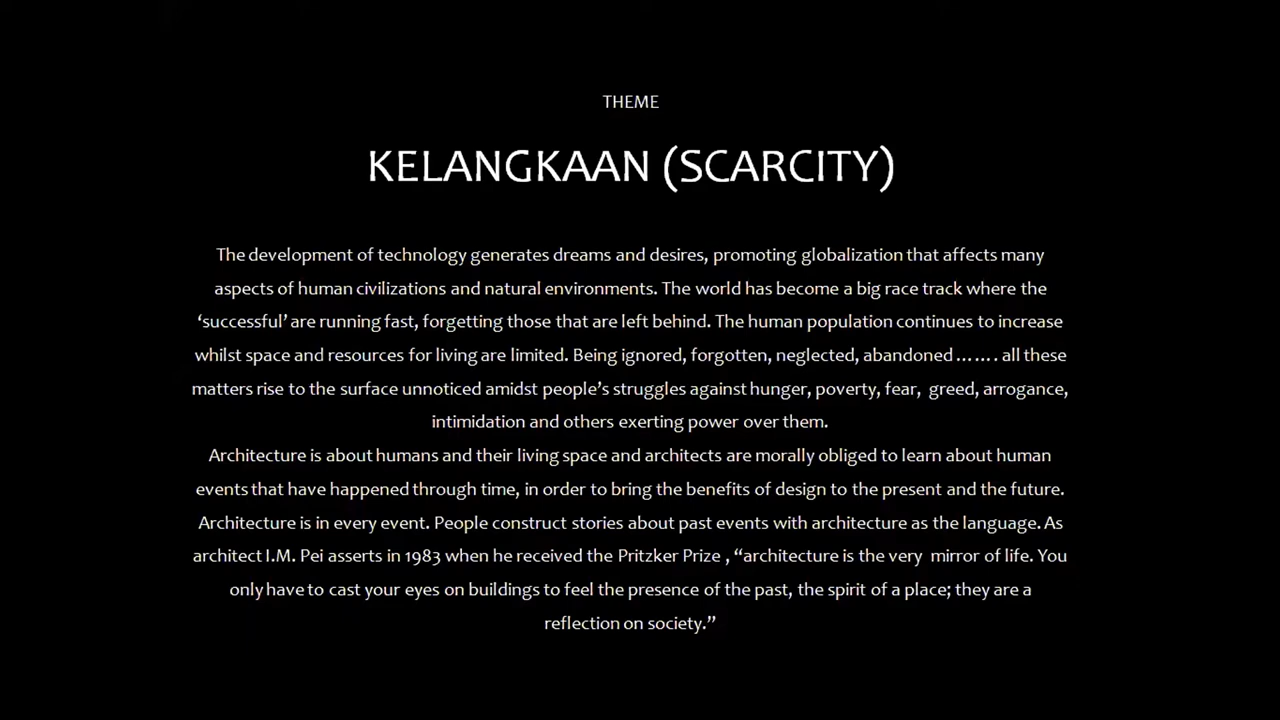 THEME
KELANGKAAN (SCARCITY)
The development of technology generates dreams and desires, promoting globalization that affects many
aspects of human civilizations and natural environments. The world has become a big race track where the
‘successful’ are running fast, forgetting those that are left behind. The human population continues to increase
whilst space and resources for living are limited. Being ignored, forgotten, neglected, abandoned ... ... . all these
matters rise to the surface unnoticed amidst people’s struggles against hunger, poverty, fear, greed, arrogance,
intimidation and others exerting power over them.
Architecture is about humans and their living space and architects are morally obliged to learn about human
events that have happened through time, in order to bring the benefits of design to the present and the future.
Architecture is in every event. People construct stories about past events with architecture as the language. As
architect I.M. Pei asserts in 1983 when he received the Pritzker Prize , “architecture is the very mirror of life. You
only have to cast your eyes on buildings to feel the presence of the past, the spirit of a place; they are a
reflection on society.”